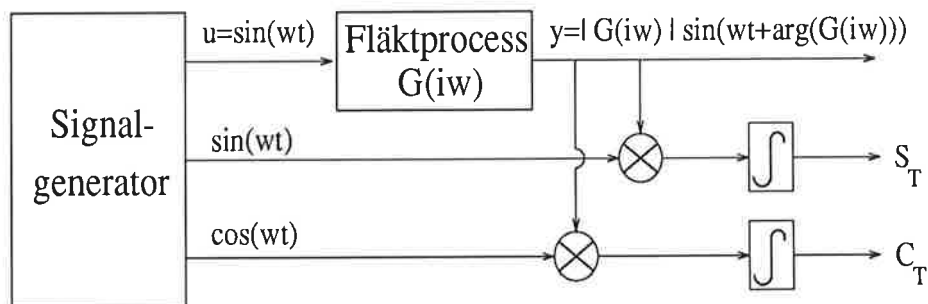 u=sin(wt)
Fläktprocess
G(iw)
y=| G(iw) | sin(wt+arg(G(iw)))
Signal-
generator
sin(wt)
S_T
cos(wt)
C_T